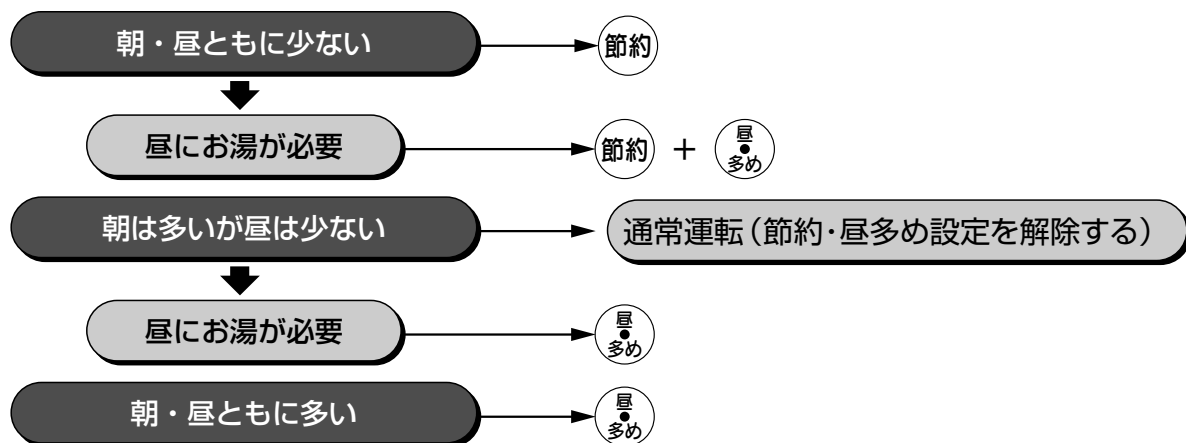 朝・昼ともに少ない
節約
昼にお湯が必要
節約 + 昼●多め
朝は多いが昼は少ない
通常運転(節約・昼多め設定を解除する)
昼にお湯が必要
昼●多め
朝・昼ともに多い
昼●多め